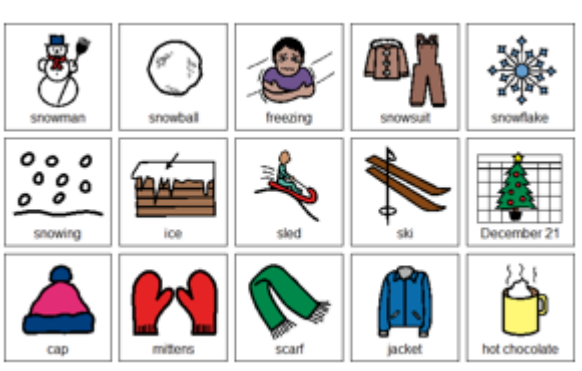 snowman
snowball
freezing
snowsuit
snowflake
snowing
ice
sled
ski
December 21
cap
mittens
scarf
jacket
hot chocolate